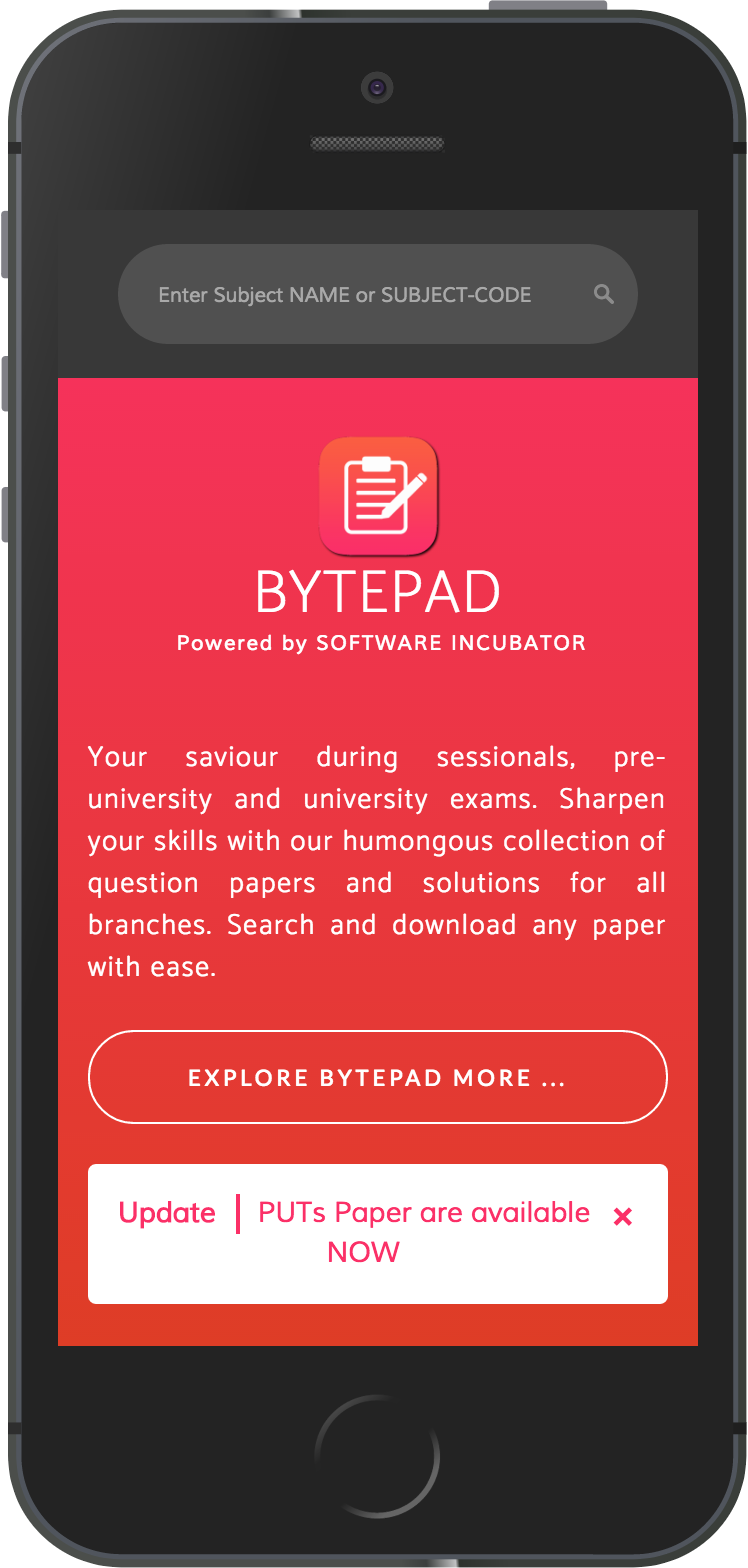 Enter Subject NAME or SUBJECT-CODE
BYTEPAD
Powered by SOFTWARE INCUBATOR
Your saviour during sessionals, pre-
university and university exams. Sharpen
your skills with our humongous collection of
question papers and solutions for all
branches. Search and download any paper
with ease.
EXPLORE BYTEPAD MORE ...
Update | PUTs Paper are available ×
NOW